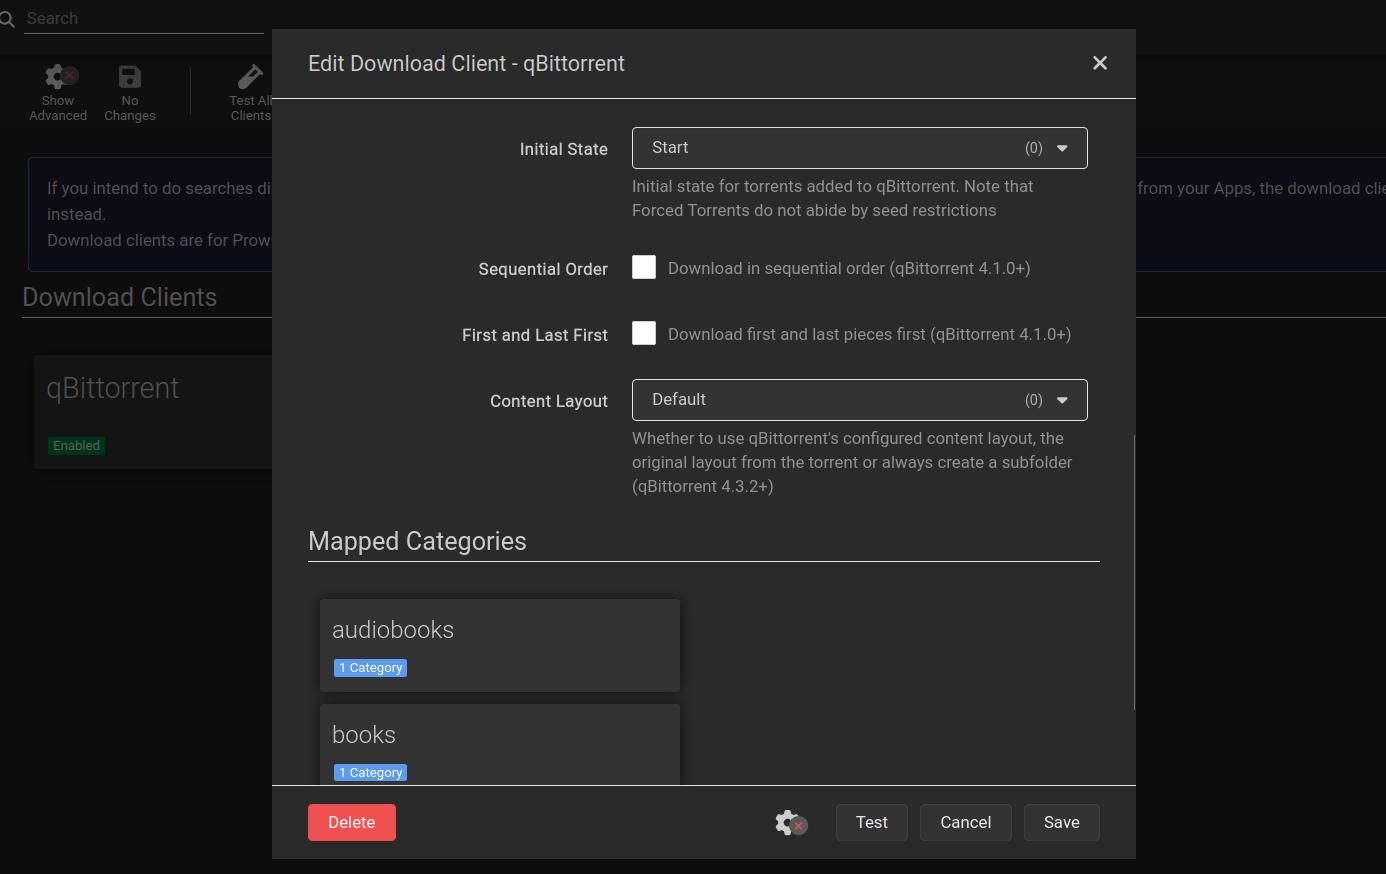 Search
Edit Download Client - qBittorrent
Show
Advanced
No
Changes
Test All
Clients
If you intend to do searches di
from your Apps, the download clie
instead.
Download clients are for Prow
Download Clients
qBittorrent
Enabled
Initial State
Start
(0)
Initial state for torrents added to qBittorrent. Note that
Forced Torrents do not abide by seed restrictions
Sequential Order
Download in sequential order (qBittorrent 4.1.0+)
First and Last First
Download first and last pieces first (qBittorrent 4.1.0+)
Content Layout
Default
(0)
Whether to use qBittorrent's configured content layout, the
original layout from the torrent or always create a subfolder
(qBittorrent 4.3.2+)
Mapped Categories
audiobooks
1 Category
books
1 Category
Delete
Test
Cancel
Save